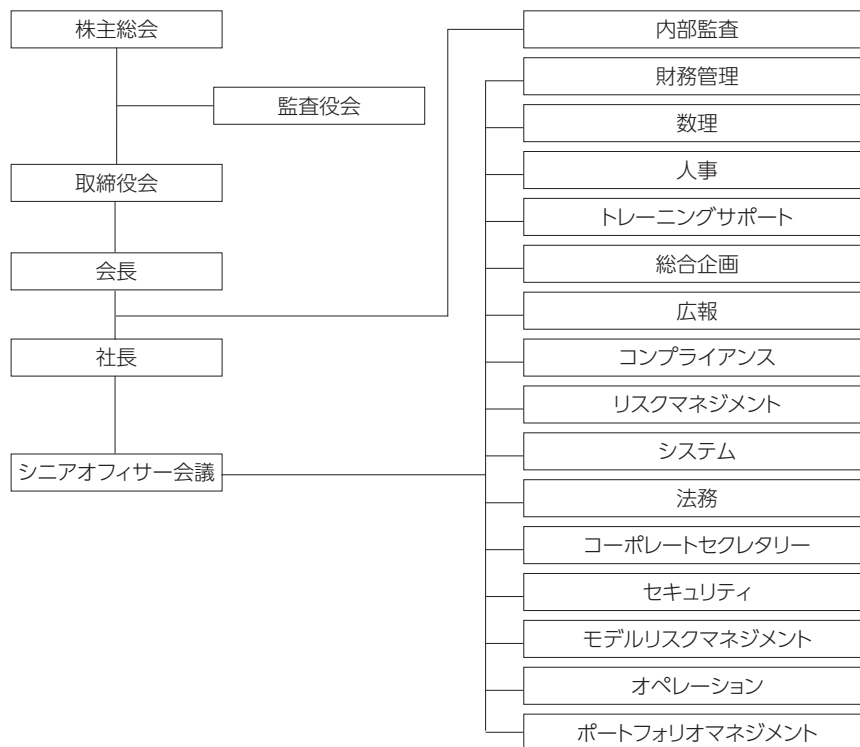 株主総会
監査役会
取締役会
会長
社長
シニアオフィサー会議
内部監査
財務管理
数理
人事
トレーニングサポート
総合企画
広報
コンプライアンス
リスクマネジメント
システム
法務
コーポレートセクレタリー
セキュリティ
モデルリスクマネジメント
オペレーション
ポートフォリオマネジメント